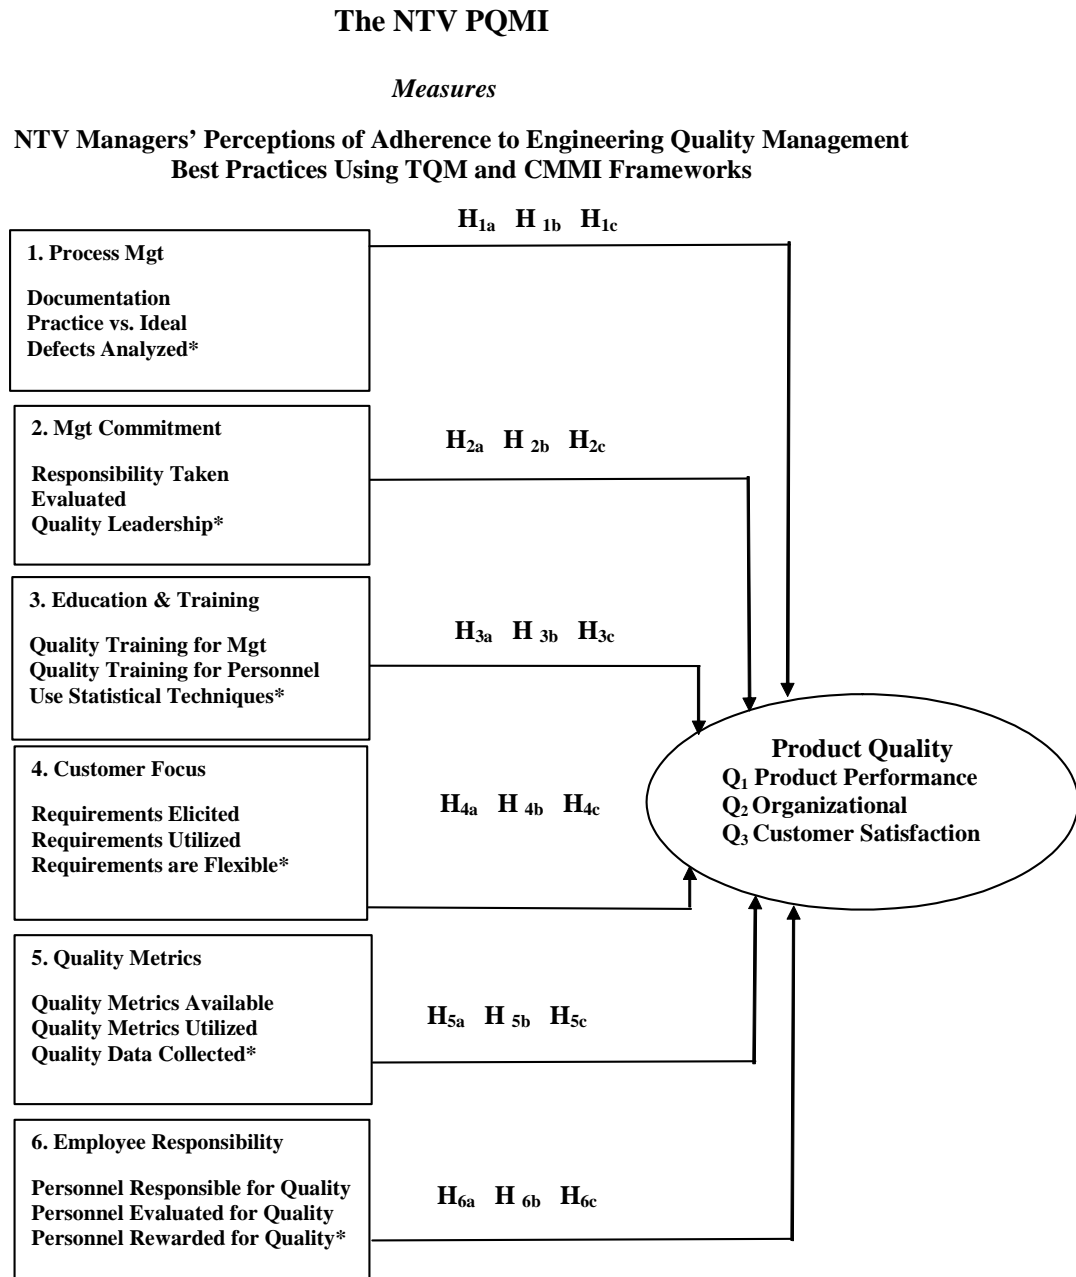 The NTV PQMI
Measures
NTV Managers’ Perceptions of Adherence to Engineering Quality Management
Best Practices Using TQM and CMMI Frameworks
H1a H 1b H1c
1. Process Mgt
Documentation
Practice vs. Ideal
Defects Analyzed*
2. Mgt Commitment
Responsibility Taken
Evaluated
Quality Leadership*
H2a H 2b H2c
3. Education & Training
Quality Training for Mgt
Quality Training for Personnel
Use Statistical Techniques*
H3a H 3b H3c
4. Customer Focus
Requirements Elicited
Requirements Utilized
Requirements are Flexible*
H4a H 4b H4c
Product Quality
Q1 Product Performance
Q2 Organizational
Q3 Customer Satisfaction
5. Quality Metrics
Quality Metrics Available
Quality Metrics Utilized
Quality Data Collected*
H5a H 5b H5c
6. Employee Responsibility
Personnel Responsible for Quality
Personnel Evaluated for Quality
Personnel Rewarded for Quality*
H6a H 6b H6c